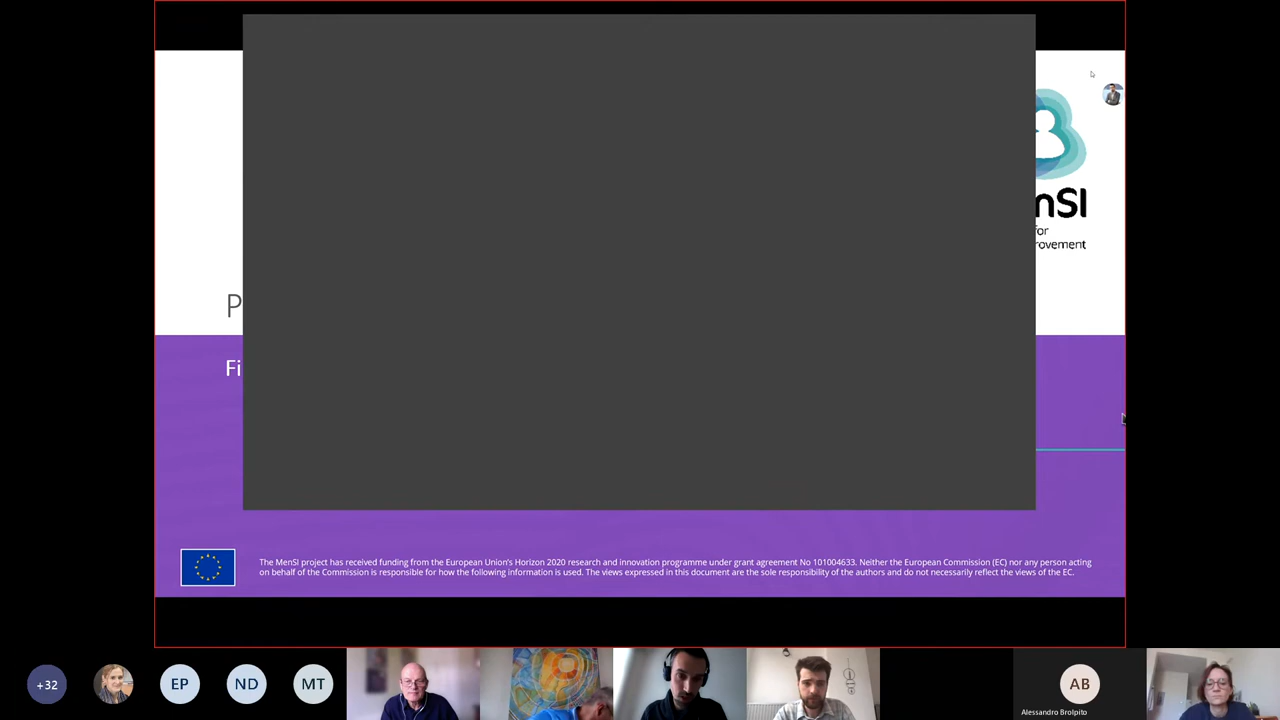 nSI
for
rovement
P
Fi
The MenSI project has received funding from the European Union's Horizon 2020 research and innovation programme under grant agreement No 101004633. Neither the European Commission (EC) nor any person acting
on behalf of the Commission is responsible for how the following information is used. The views expressed in this document are the sole responsibility of the authors and do not necessarily reflect the views of the EC.
+32
EP
ND
MT
AB
Alessandro Brolpito